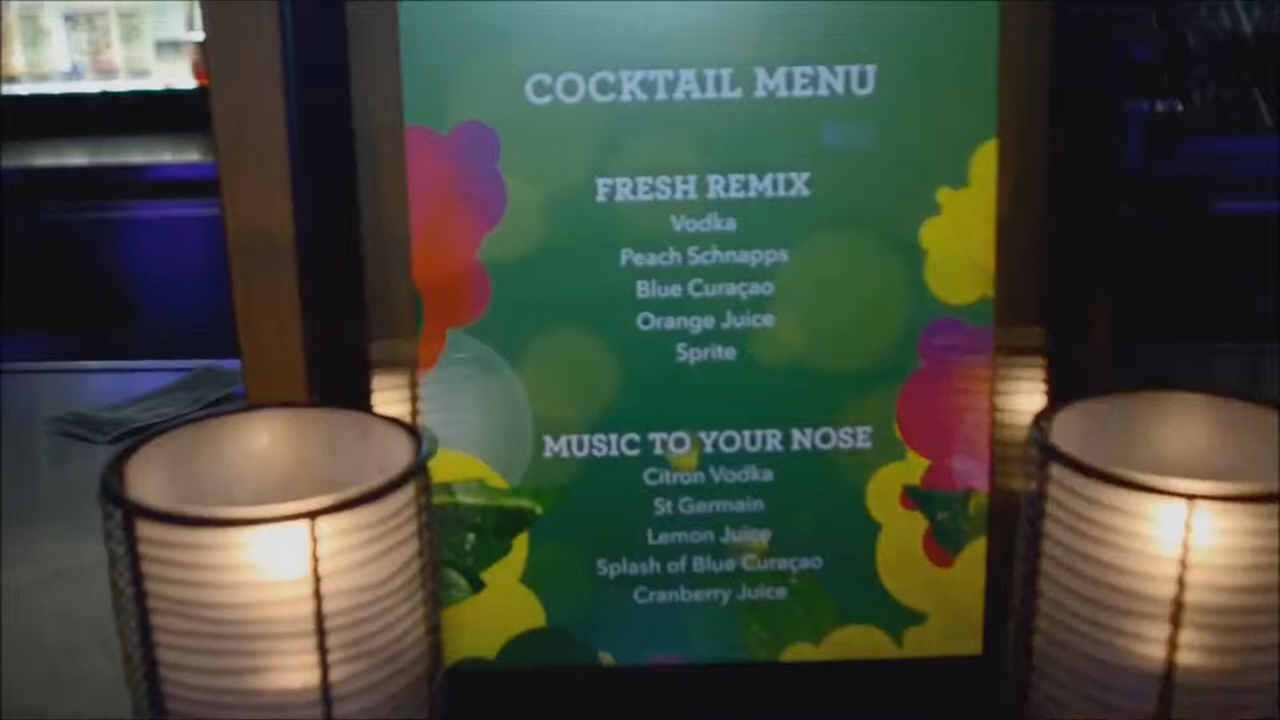 COCKTAIL MENU
FRESH REMIX
Vodka
Peach Schnapps
Blue Curaçao
Orange Juice
Sprite
MUSIC TO YOUR NOSE
Citron Vodka
St Germain
Lemon Juice
Splash of Blue Curaçao
Cranberry Juice